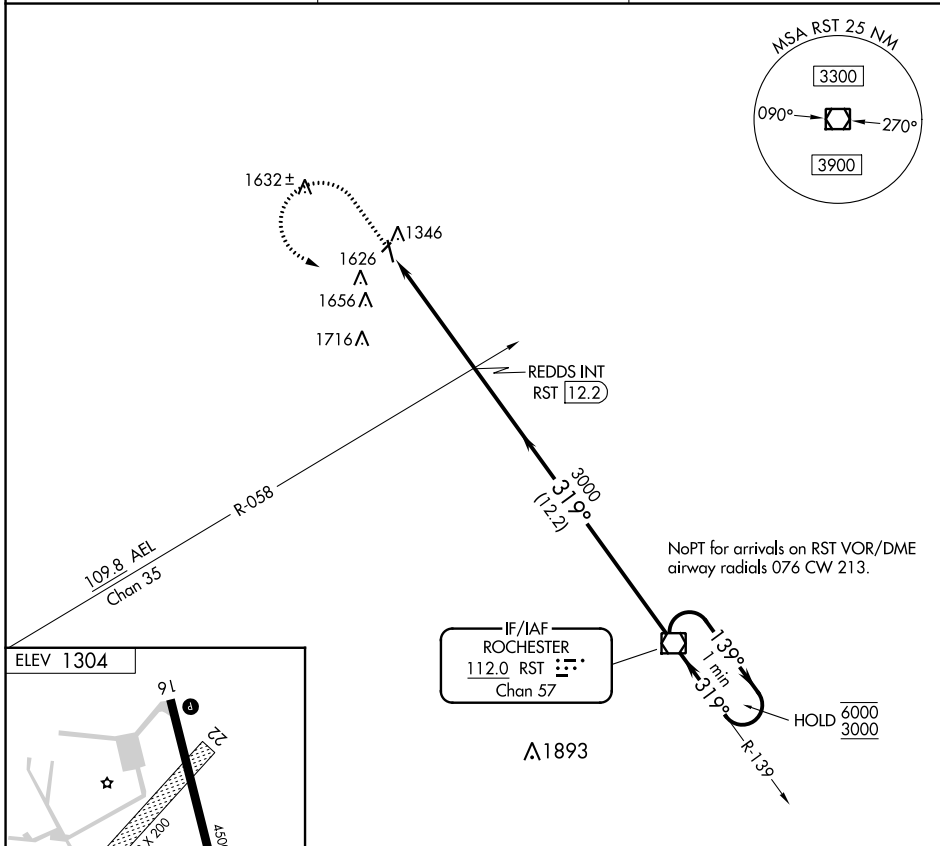 MSA RST 25 NM
3300
090°
270°
3900
1632 ±
1346
1626
1656
1716
REDDS INT
RST 12.2
3000
319°
(12.2)
R-058
109.8 AEL
Chan 35
NoPT for arrivals on RST VOR/DME
airway radials 076 CW 213.
IF/IAF
ROCHESTER
112.0 RST
Chan 57
139°
1 min
319°
HOLD 6000
3000
R-139
1893
ELEV 1304
16
P
22
X 200